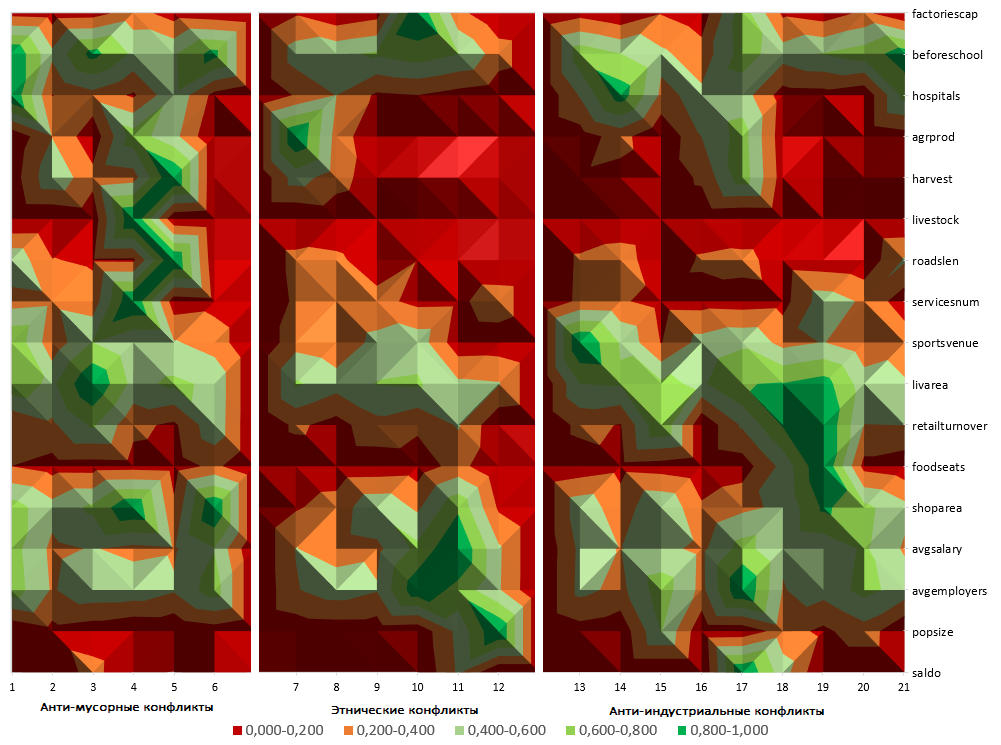 factoriescap
beforeschool
hospitals
agrprod
harvest
livestock
roadslen
servicesnum
sportsvenue
livarea
retailturnover
foodseats
shoparea
avgsalary
avgemployers
popsize
saldo
1 2 3 4 5 6 7 8 9 10 11 12 13 14 15 16 17 18 19 20 21
Анти-мусорные конфликты Этнические конфликты Анти-индустриальные конфликты
0,000-0,200 0,200-0,400 0,400-0,600 0,600-0,800 0,800-1,000